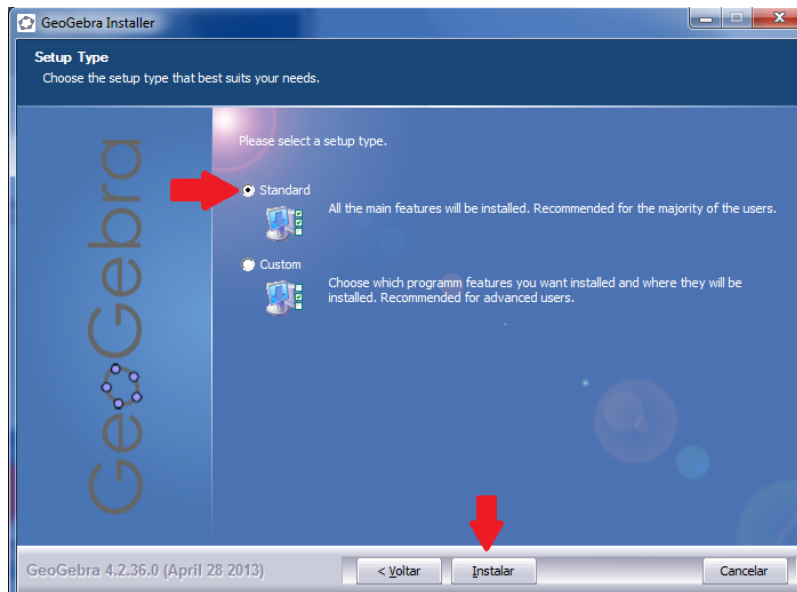 GeoGebra Installer
Setup Type
Choose the setup type that best suits your needs.
GeoGebra
Please select a setup type.
Standard
All the main features will be installed. Recommended for the majority of the users.
Custom
Choose which programm features you want installed and where they will be
installed. Recommended for advanced users.
GeoGebra 4.2.36.0 (April 28 2013)
< Voltar
Instalar
Cancelar